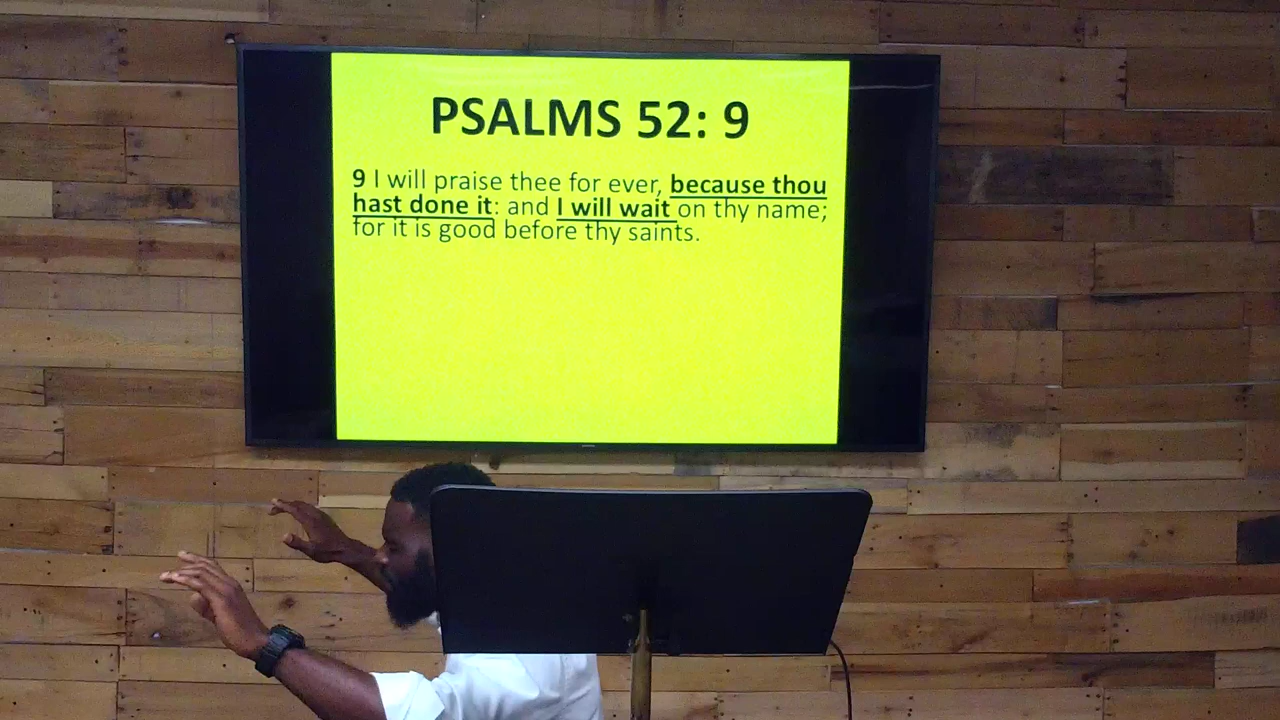 PSALMS 52: 9
9 I will praise thee for ever, because thou
hast done it: and I will wait on thy name;
for it is good before thy saints.